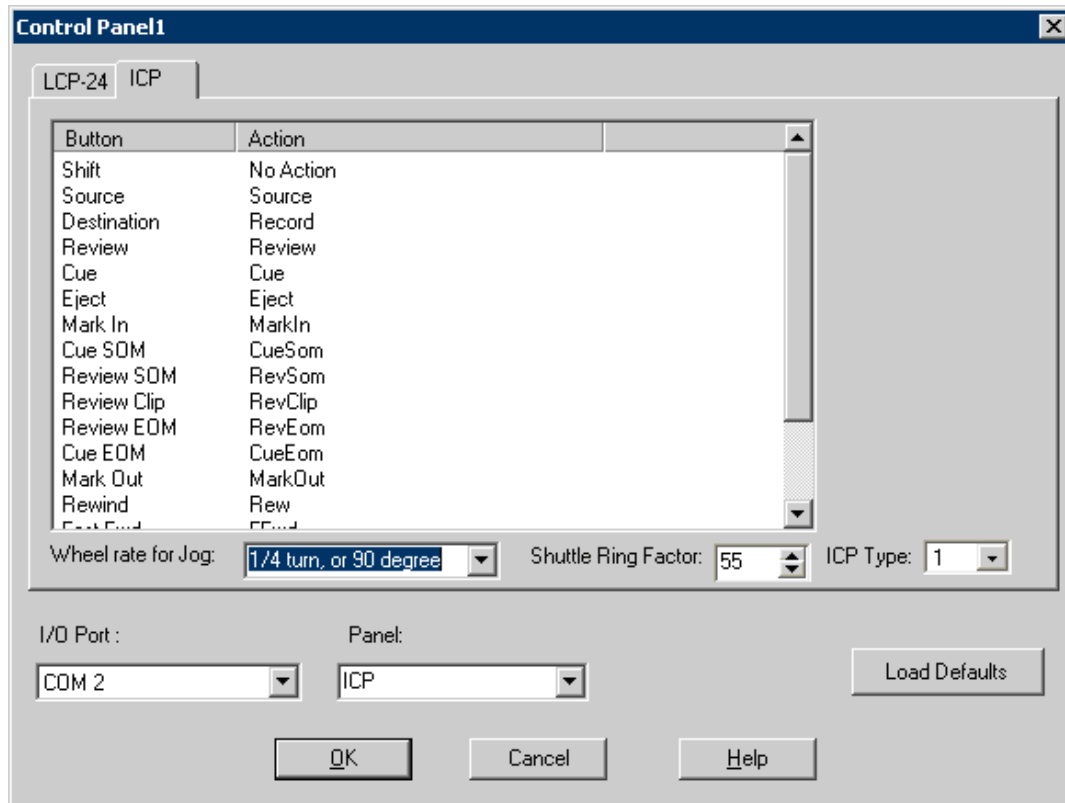 Control Panel1
LCP-24 ICP
Button Action
Shift No Action
Source Source
Destination Record
Review Review
Cue Cue
Eject Eject
Mark In MarkIn
Cue SOM CueSom
Review SOM RevSom
Review Clip RevClip
Review EOM RevEom
Cue EOM CueEom
Mark Out MarkOut
Rewind Rew
Wheel rate for Jog: 1/4 turn, or 90 degree Shuttle Ring Factor: 55 ICP Type: 1
I/O Port : Panel:
COM 2 ICP Load Defaults
OK Cancel Help